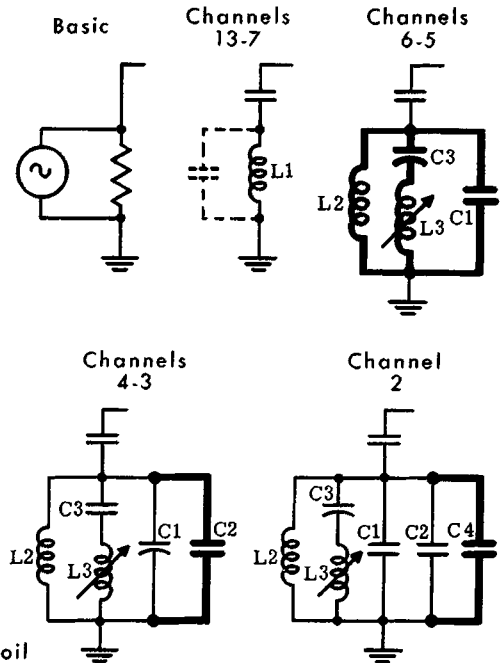 Basic
Channels
13-7
L1
Channels
6-5
C3
L2
L3
C1
Channels
4-3
C3
C1
C2
L2
L3
Channel
2
C3
C1
C2
C4
L2
L3
oil